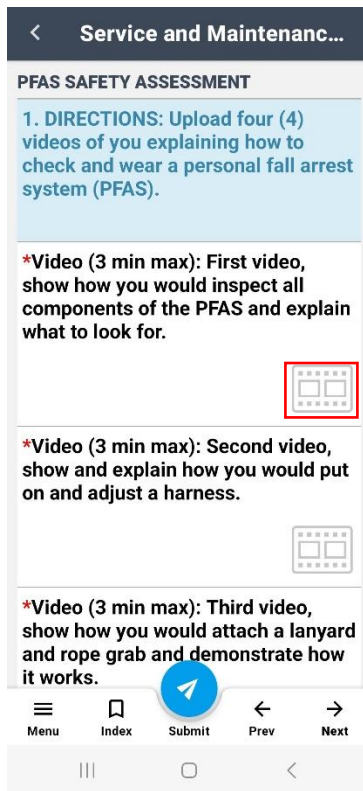 Service and Maintenanc...
PFAS SAFETY ASSESSMENT
1. DIRECTIONS: Upload four (4)
videos of you explaining how to
check and wear a personal fall arrest
system (PFAS).
*Video (3 min max): First video,
show how you would inspect all
components of the PFAS and explain
what to look for.
*Video (3 min max): Second video,
show and explain how you would put
on and adjust a harness.
*Video (3 min max): Third video,
show how you would attach a lanyard
and rope grab and demonstrate how
it works.
Menu Index Submit Prev Next